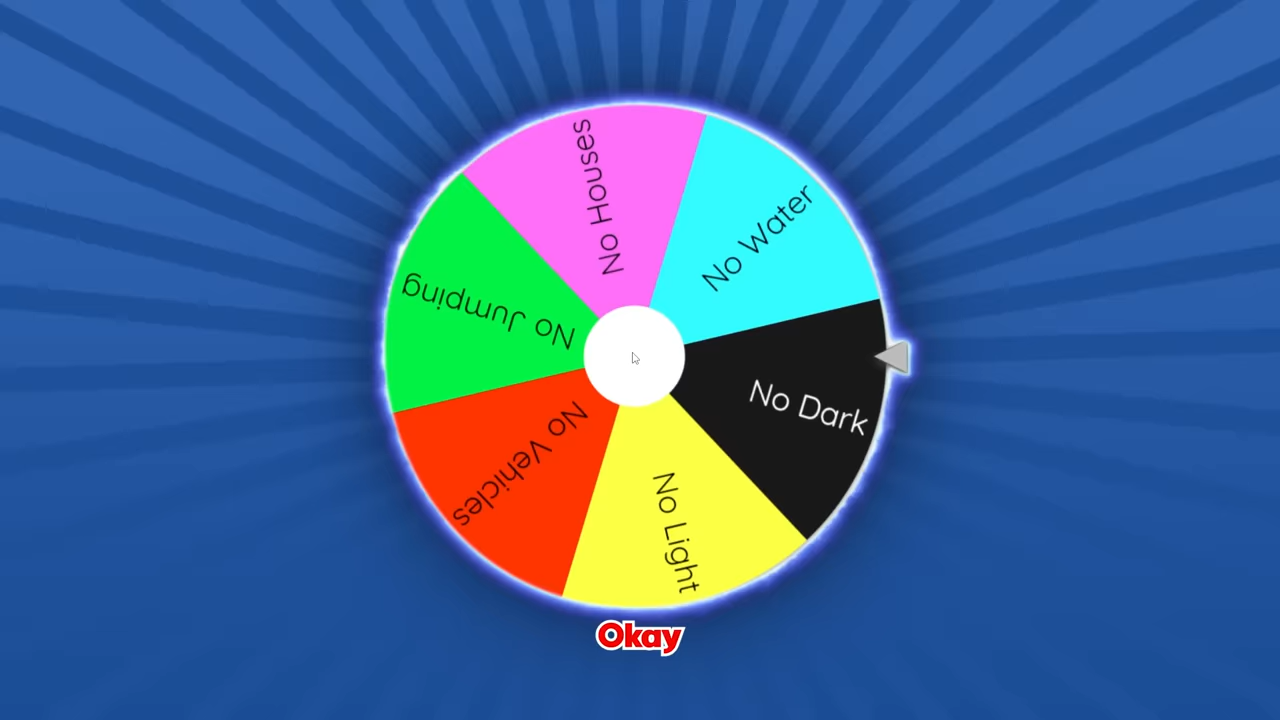 No Houses
No Water
No Jumping
No Dark
No Vehicles
No Light
Okay